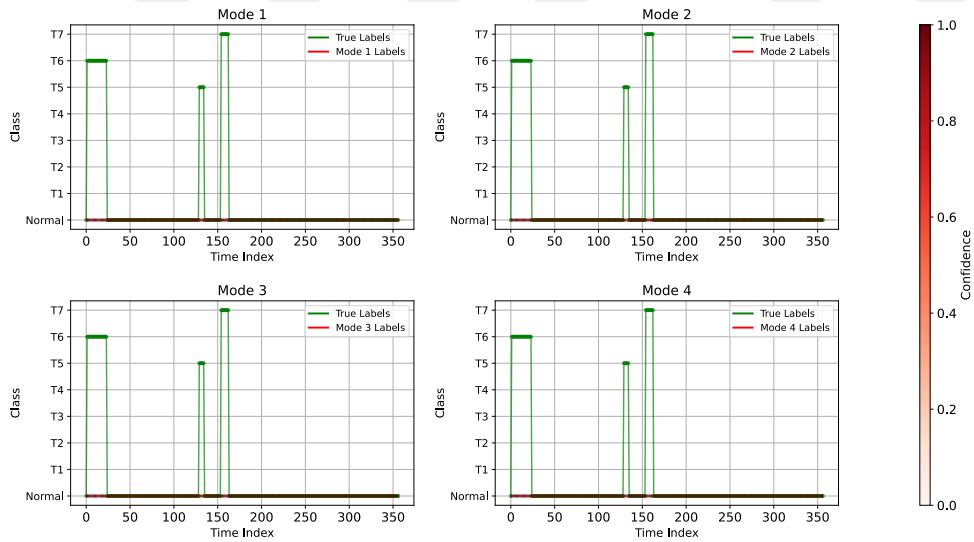 Mode 1
T7
T6
T5
T4
T3
T2
T1
Normal
Class
0 50 100 150 200 250 300 350
Time Index
True Labels
Mode 1 Labels
Mode 2
T7
T6
T5
T4
T3
T2
T1
Normal
Class
0 50 100 150 200 250 300 350
Time Index
True Labels
Mode 2 Labels
Mode 3
T7
T6
T5
T4
T3
T2
T1
Normal
Class
0 50 100 150 200 250 300 350
Time Index
True Labels
Mode 3 Labels
Mode 4
T7
T6
T5
T4
T3
T2
T1
Normal
Class
0 50 100 150 200 250 300 350
Time Index
True Labels
Mode 4 Labels
1.0
0.8
0.6
0.4
0.2
0.0
Confidence